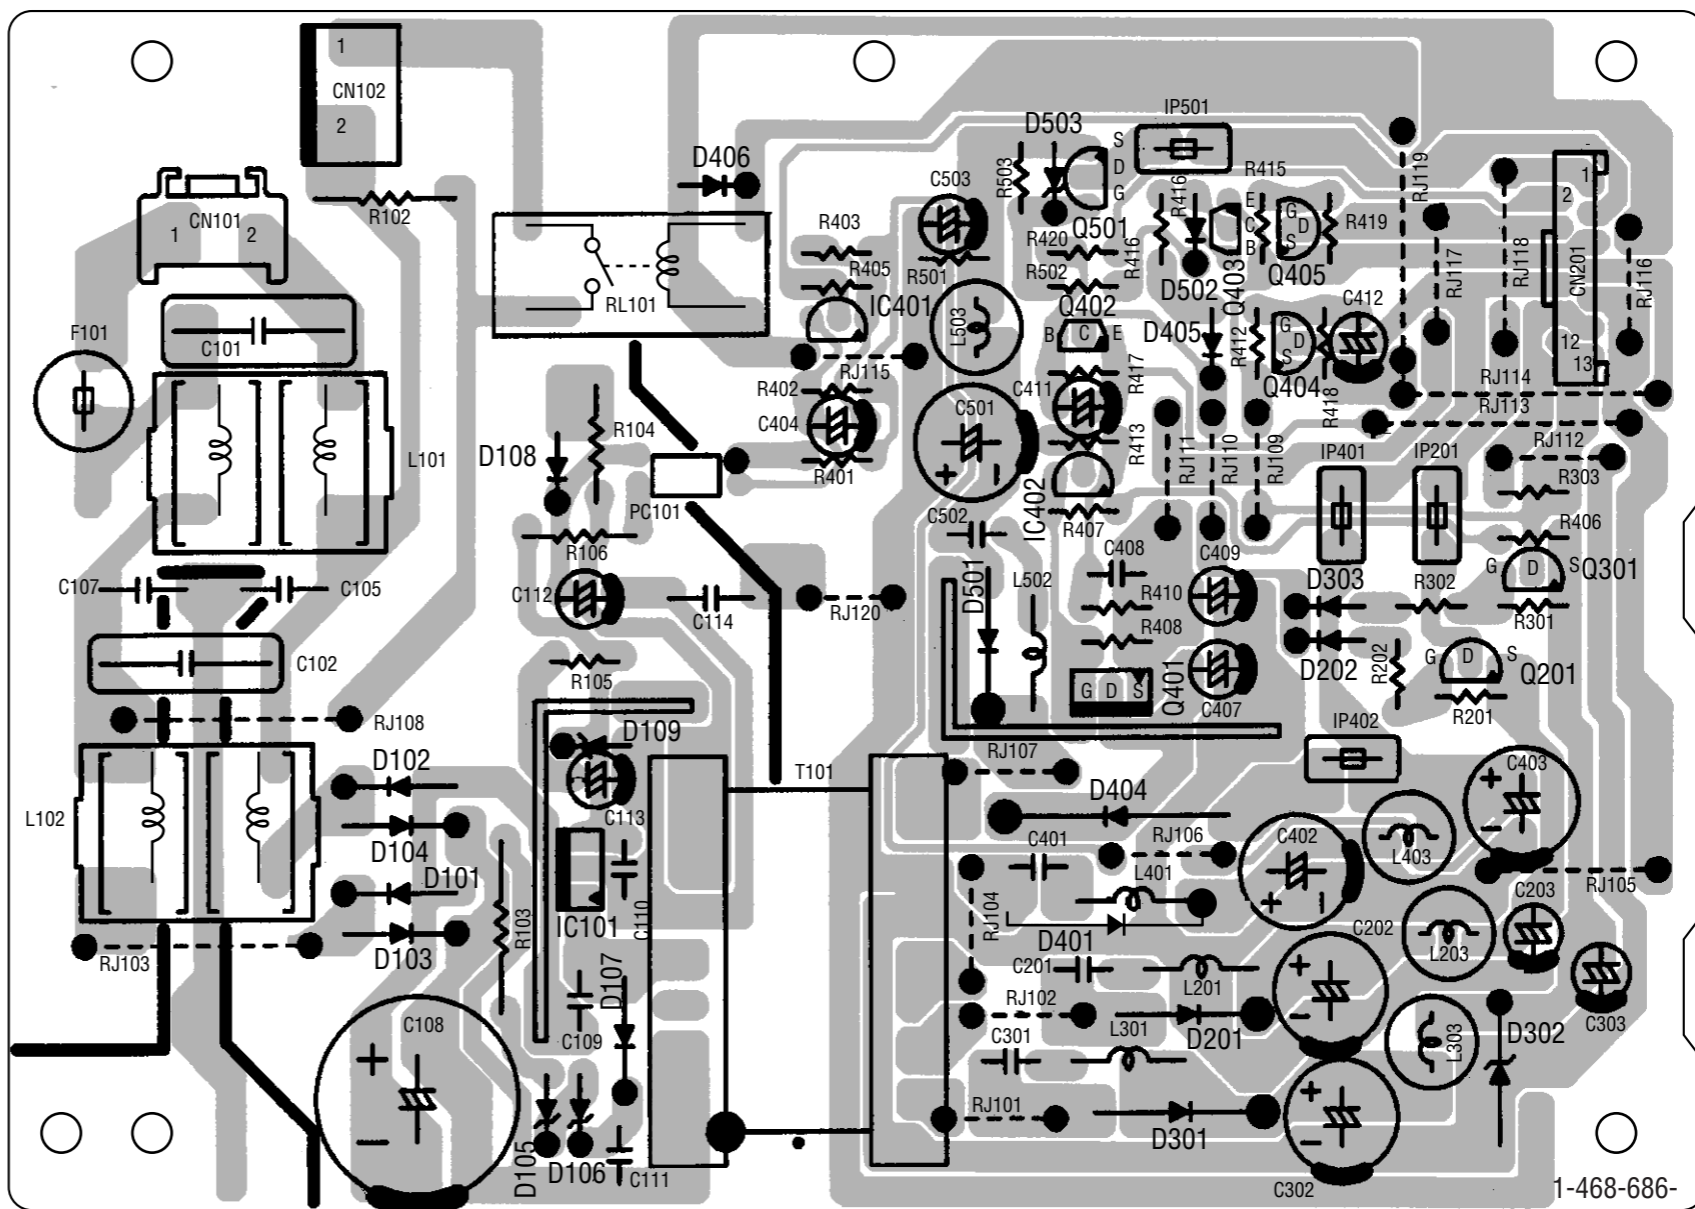 1
CN102
2
IP501
D503
S
D
G
D406
R503
R415
RJ119
1
2
CN101
1
2
R102
C503
R416
E
C
B
G
D
S
R419
R403
Q501
R420
R416
RJ117
RJ118
CN201
RJ116
R405
R501
R502
D502
Q403
Q405
RL101
IC401
Q402
C412
F101
C101
L503
B
C
E
D405
R412
G
D
S
12
13
Q404
RJ115
R402
R417
RJ114
C411
R418
RJ113
C501
C404
R104
D108
L101
R413
RJ111
RJ110
RJ109
RJ112
IP401
IP201
R303
R401
+
–
PC101
C502
IC402
R407
R406
R106
C408
C409
C107
C105
C112
L502
D501
D303
G
D
S
Q301
R302
R410
RJ120
C114
R301
R408
C102
R105
D202
R202
G
D
S
Q201
Q401
G
D
S
R201
C407
RJ108
D109
IP402
RJ107
D102
T101
C403
+
–
D404
L102
C113
D104
C401
RJ106
C402
L403
D101
L401
+
–
C203
RJ105
R103
IC101
C110
RJ104
D401
C202
RJ103
D103
L203
D107
C201
+
–
L201
RJ102
C303
C108
D201
L303
D302
C109
C301
L301
+
–
RJ101
+
–
D301
D105
D106
C111
C302
1-468-686-